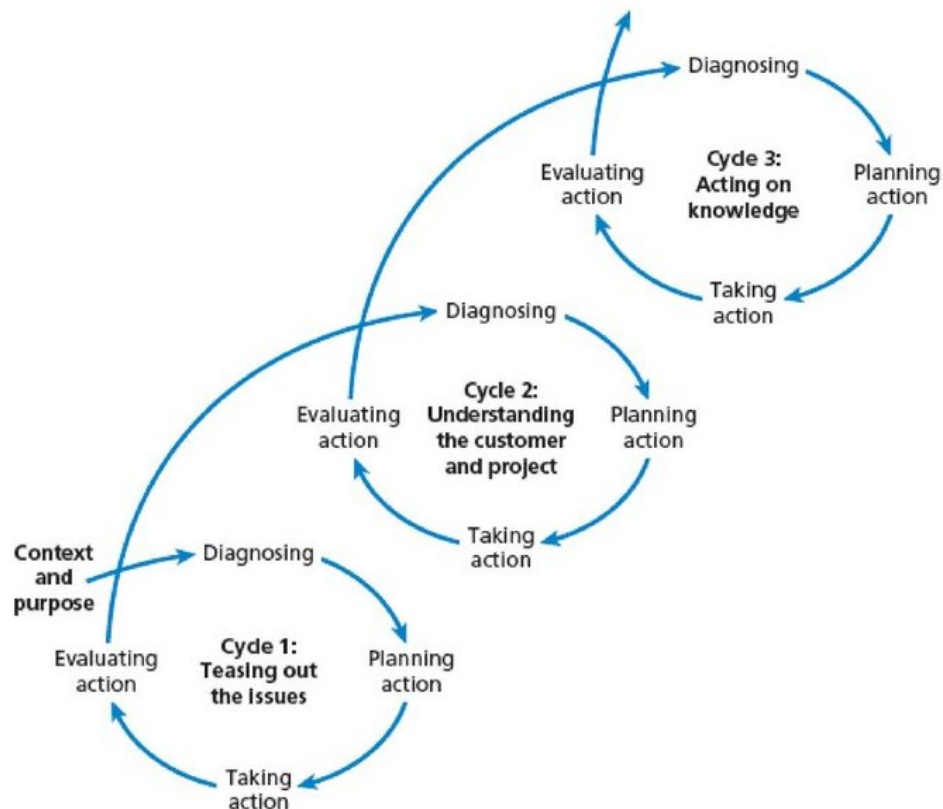 Diagnosing
Cycle 3:
Acting on
knowledge
Evaluating
action
Planning
action
Taking
action
Diagnosing
Cycle 2:
Understanding
the customer
and project
Evaluating
action
Planning
action
Taking
action
Context
and
purpose
Diagnosing
Cycle 1:
Teasing out
the issues
Evaluating
action
Planning
action
Taking
action